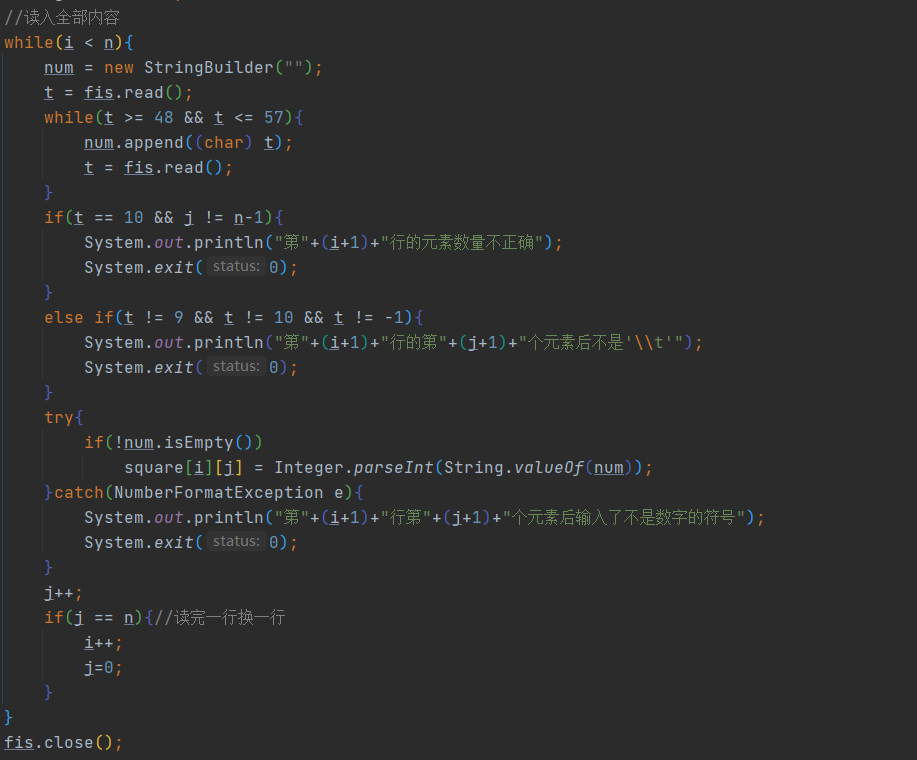 //读入全部内容
while(i < n){
    num = new StringBuilder("");
    t = fis.read();
    while(t >= 48 && t <= 57){
        num.append((char) t);
        t = fis.read();
    }
    if(t == 10 && j != n-1){
        System.out.println("第"+(i+1)+"行的元素数量不正确");
        System.exit( status: 0);
    }
    else if(t != 9 && t != 10 && t != -1){
        System.out.println("第"+(i+1)+"行的第"+(j+1)+"个元素后不是'\\t'");
        System.exit( status: 0);
    }
    try{
        if(!num.isEmpty())
            square[i][j] = Integer.parseInt(String.valueOf(num));
    }catch(NumberFormatException e){
        System.out.println("第"+(i+1)+"行第"+(j+1)+"个元素后输入了不是数字的符号");
        System.exit( status: 0);
    }
    j++;
    if(j == n){//读完一行换一行
        i++;
        j=0;
    }
}
fis.close();